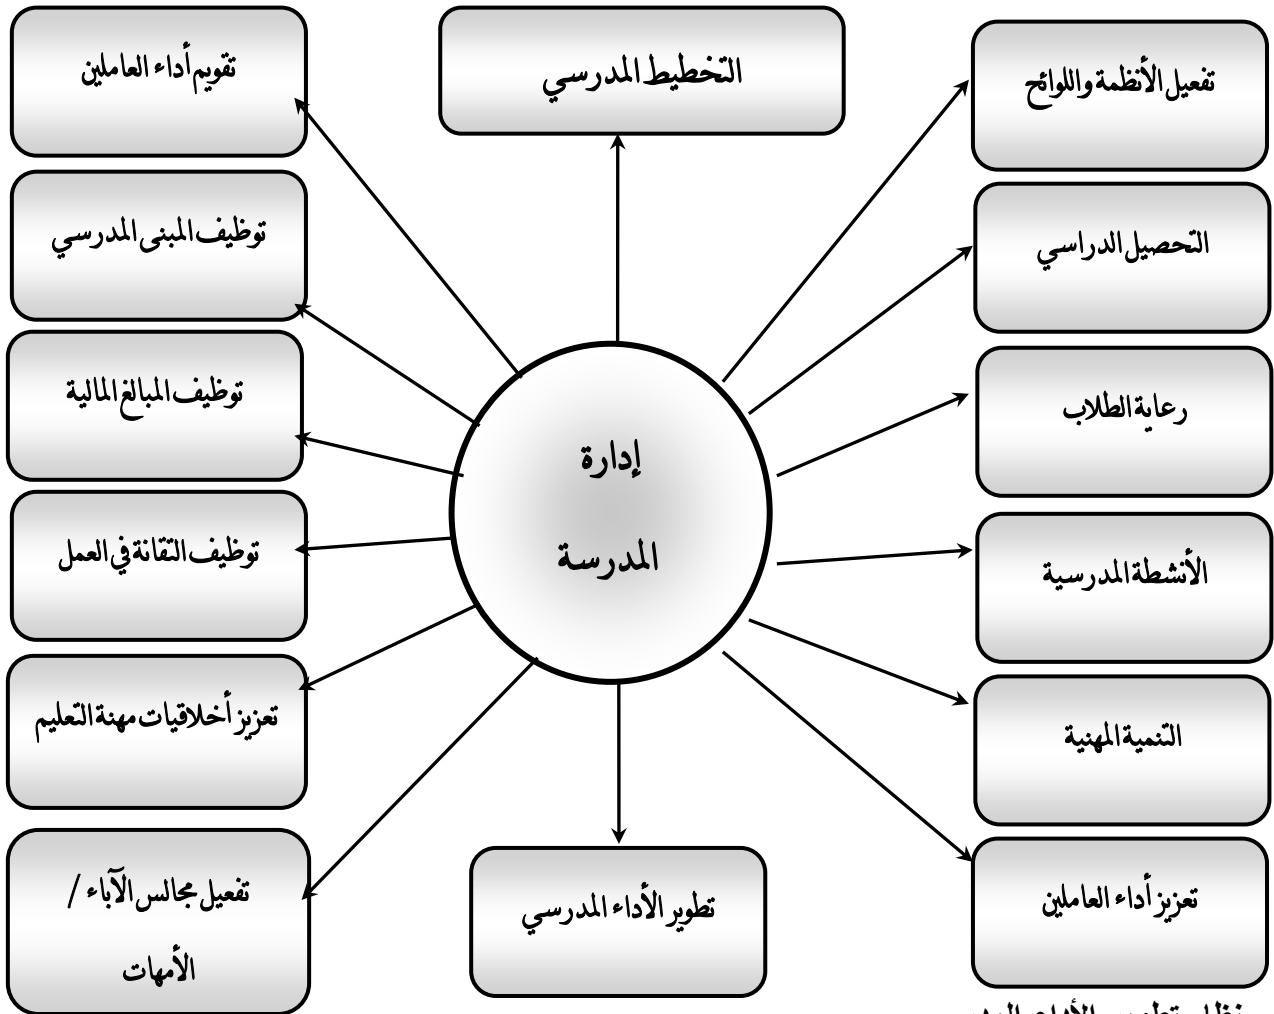 التخطيط المدرسي
تفعيل الأنظمة واللوائح
التحصيل الدراسي
رعاية الطلاب
الأنشطة المدرسية
التنمية المهنية
تعزيز أداء العاملين
إدارة
المدرسة
تطوير الأداء المدرسي
تقويم أداء العاملين
توظيف المبنى المدرسي
توظيف المبالغ المالية
توظيف التقانة في العمل
تعزيز أخلاقيات مهنة التعليم
تفعيل مجالس الآباء /
الأمهات